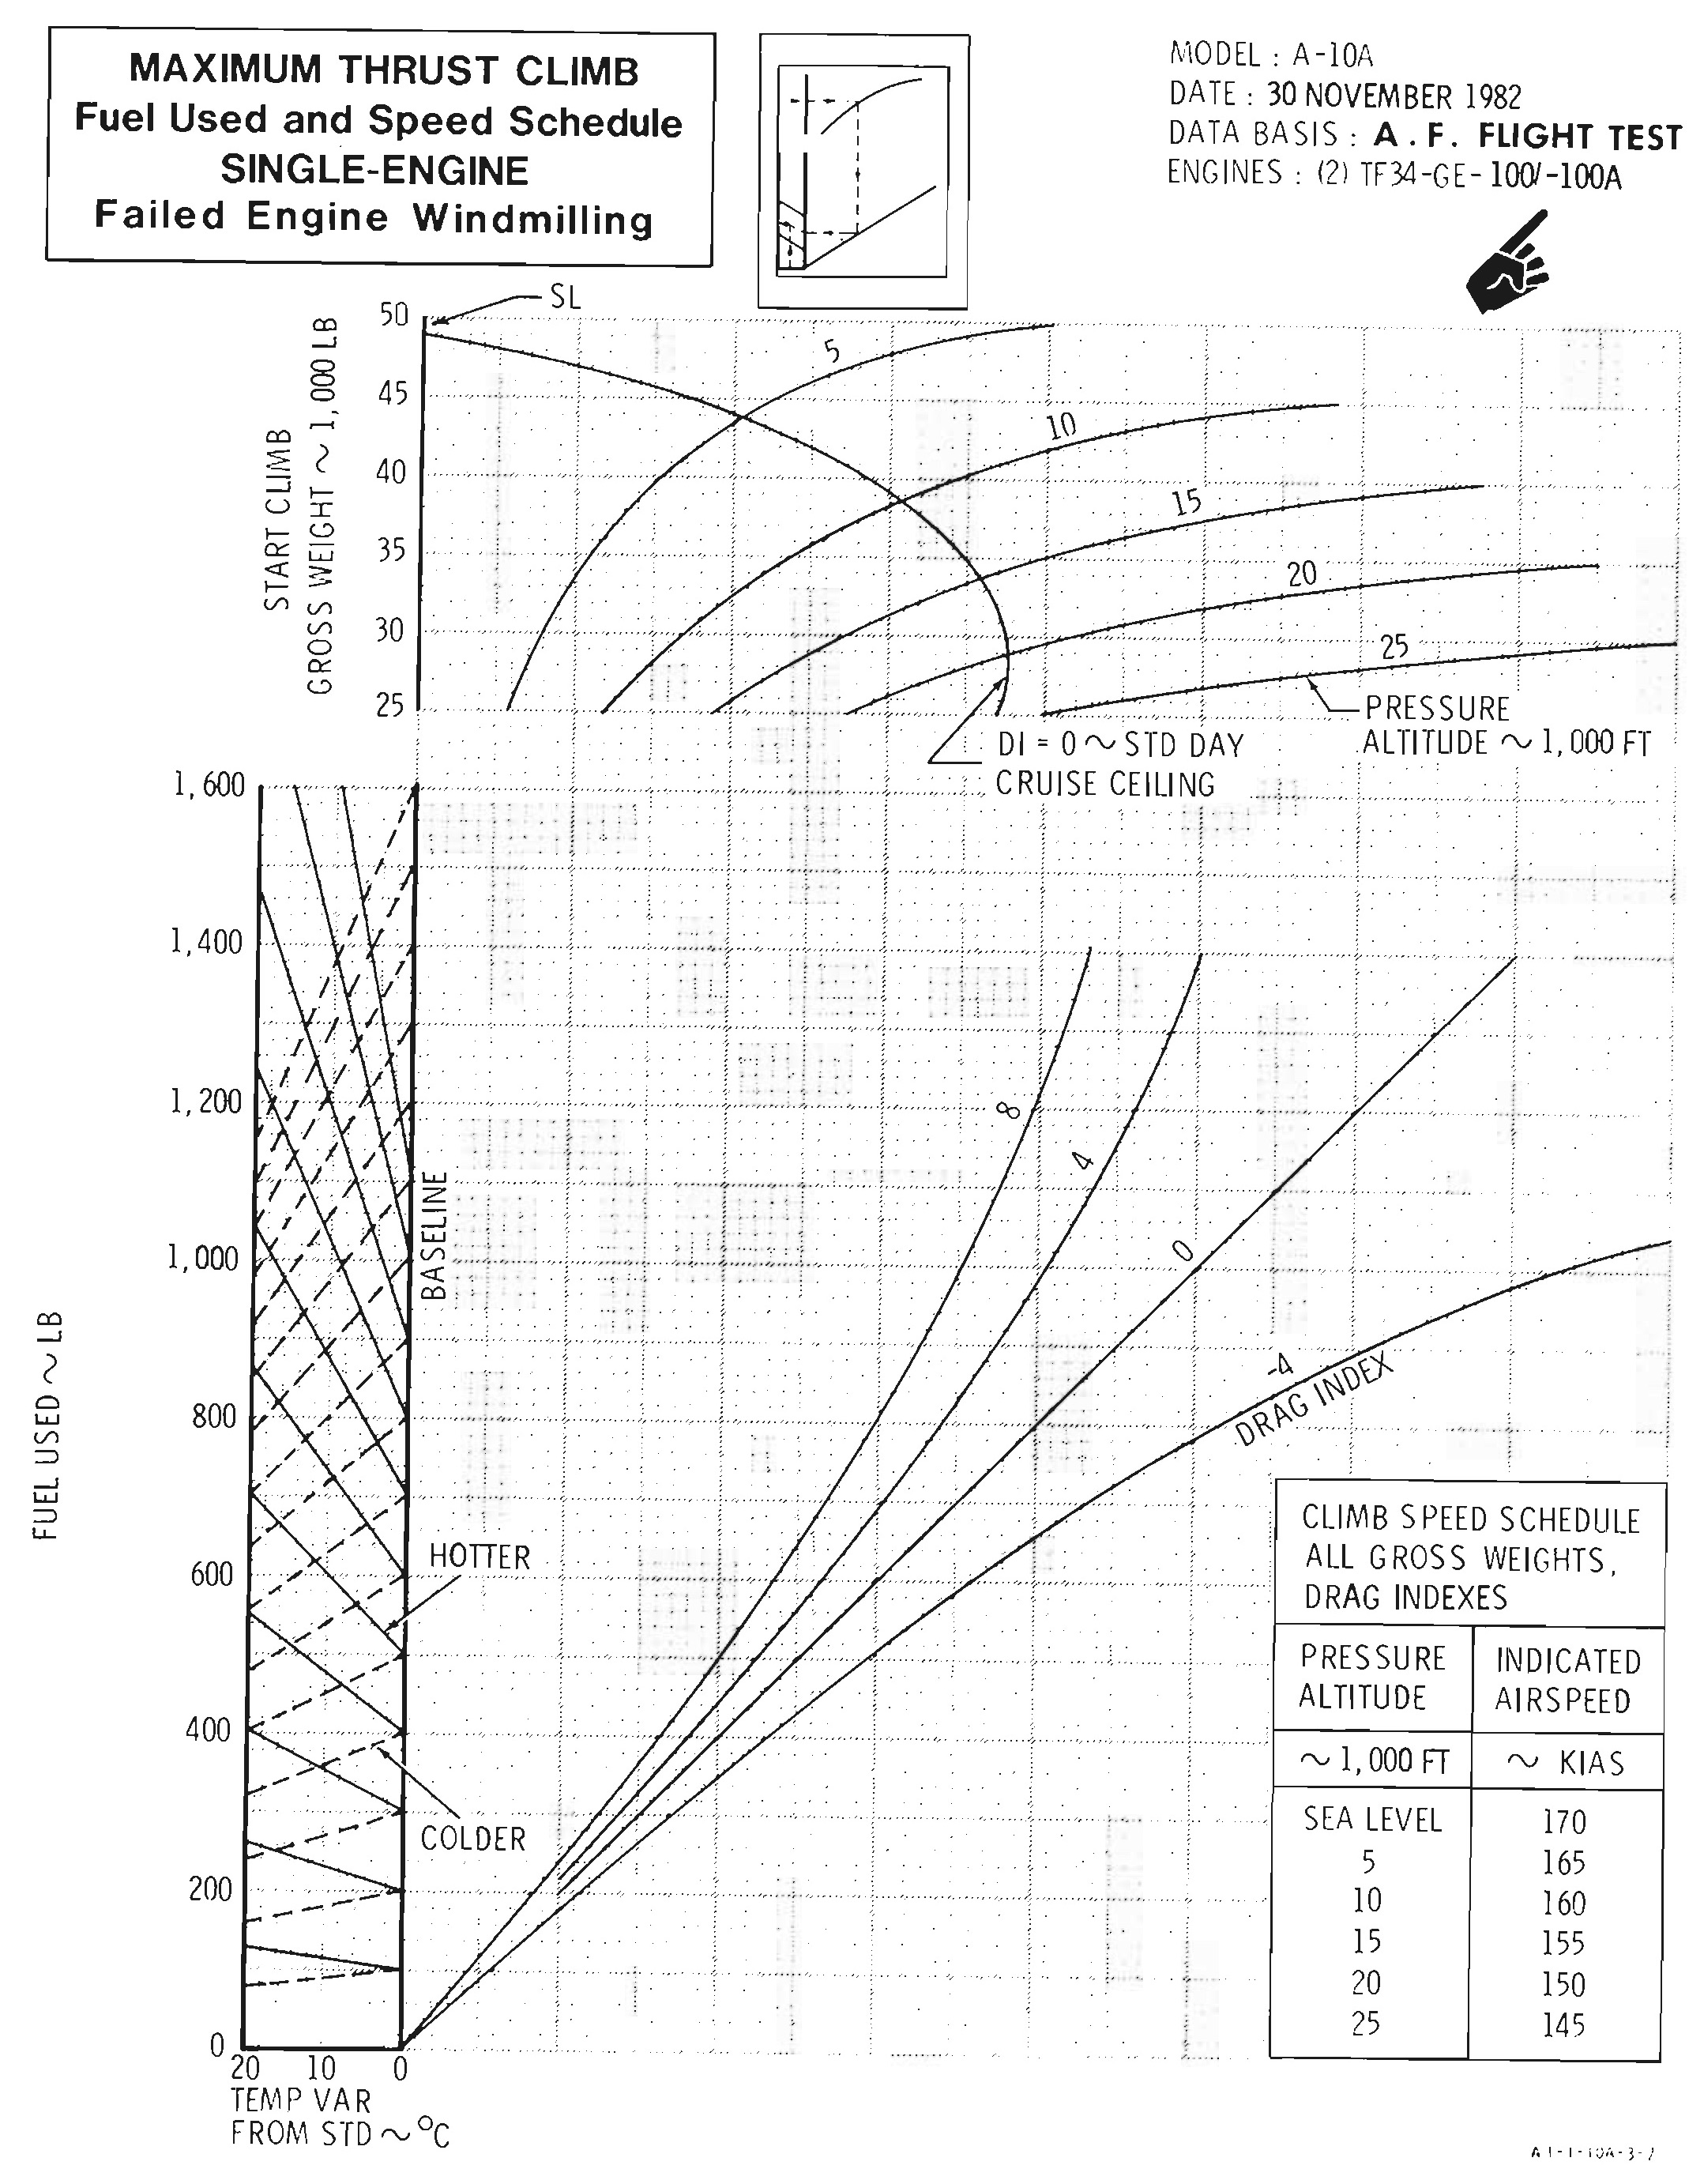 MAXIMUM THRUST CLIMB
Fuel Used and Speed Schedule
SINGLE-ENGINE
Failed Engine Windmilling
MODEL : A-10A
DATE : 30 NOVEMBER 1982
DATA BASIS : A . F. FLIGHT TEST
ENGINES : (2) TF34-GE-100/-100A
SL
START CLIMB
GROSS WEIGHT ~ 1,000 LB
50
45
40
35
30
25
5
10
15
20
25
PRESSURE
ALTITUDE ~ 1,000 FT
DI = 0 ~ STD DAY
CRUISE CEILING
FUEL USED ~ LB
1,600
1,400
1,200
1,000
800
600
400
200
0
BASELINE
HOTTER
COLDER
8
4
0
-4
DRAG INDEX
20 10 0
TEMP VAR
FROM STD ~ °C
CLIMB SPEED SCHEDULE
ALL GROSS WEIGHTS,
DRAG INDEXES
PRESSURE INDICATED
ALTITUDE AIRSPEED
~ 1,000 FT ~ KIAS
SEA LEVEL 170
5 165
10 160
15 155
20 150
25 145